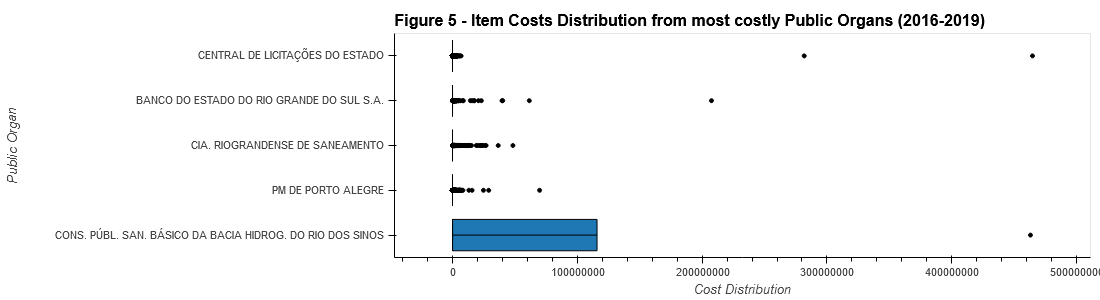 Figure 5 - Item Costs Distribution from most costly Public Organs (2016-2019)
Public Organ
CENTRAL DE LICITAÇÕES DO ESTADO
BANCO DO ESTADO DO RIO GRANDE DO SUL S.A.
CIA. RIOGRANDENSE DE SANEAMENTO
PM DE PORTO ALEGRE
CONS. PÚBL. SAN. BÁSICO DA BACIA HIDROG. DO RIO DOS SINOS
0 100000000 200000000 300000000 400000000 500000000
Cost Distribution